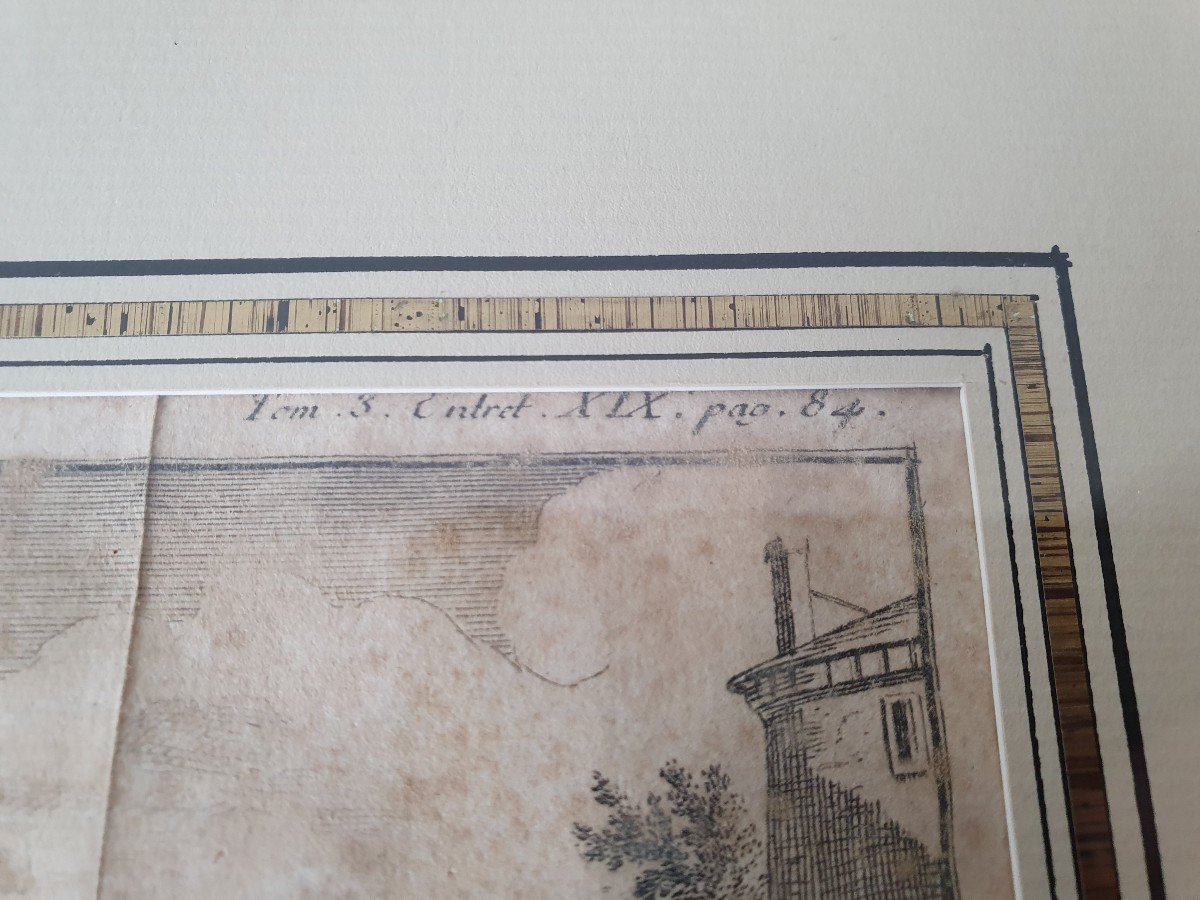 Tom . 3 . Entret . XIX . pag . 84 .